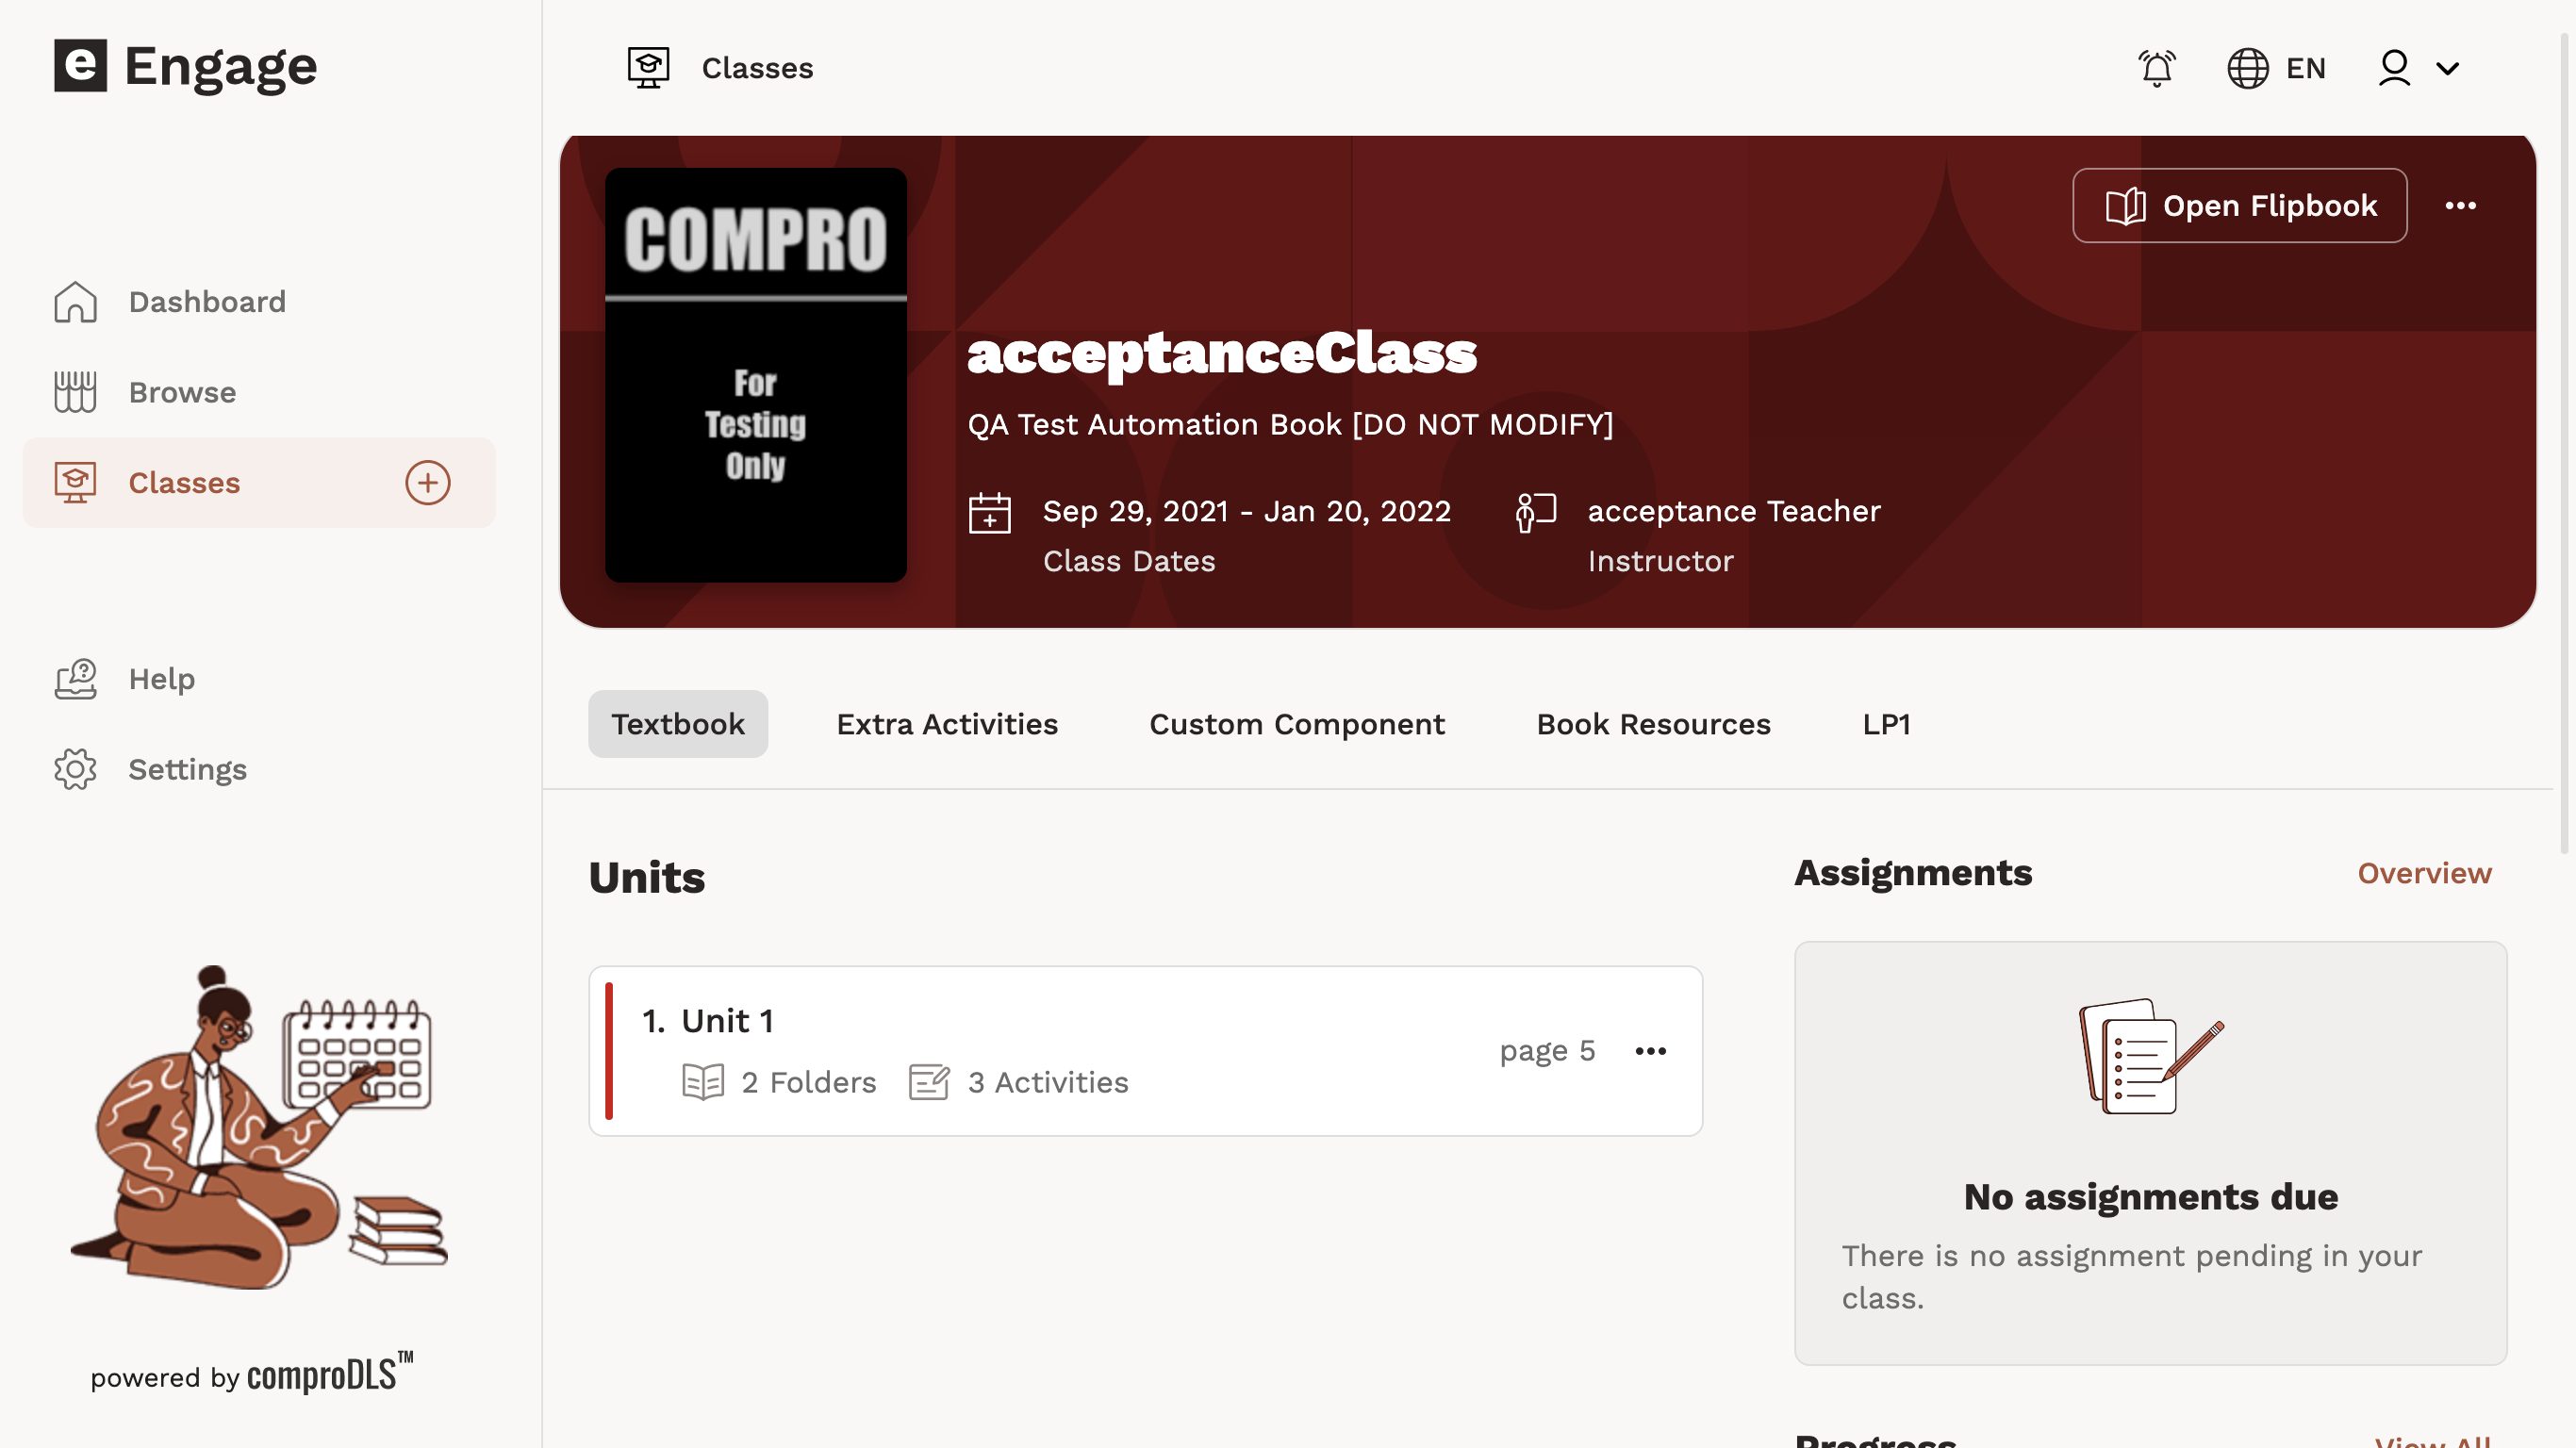 e Engage
Classes
EN
Dashboard
Browse
Classes
Help
Settings
powered by comproDLS™
COMPRO
For
Testing
Only
Open Flipbook
acceptanceClass
QA Test Automation Book [DO NOT MODIFY]
Sep 29, 2021 - Jan 20, 2022
Class Dates
acceptance Teacher
Instructor
Textbook
Extra Activities
Custom Component
Book Resources
LP1
Units
1. Unit 1
2 Folders
3 Activities
page 5
Assignments
Overview
No assignments due
There is no assignment pending in your
class.
Progress
View All